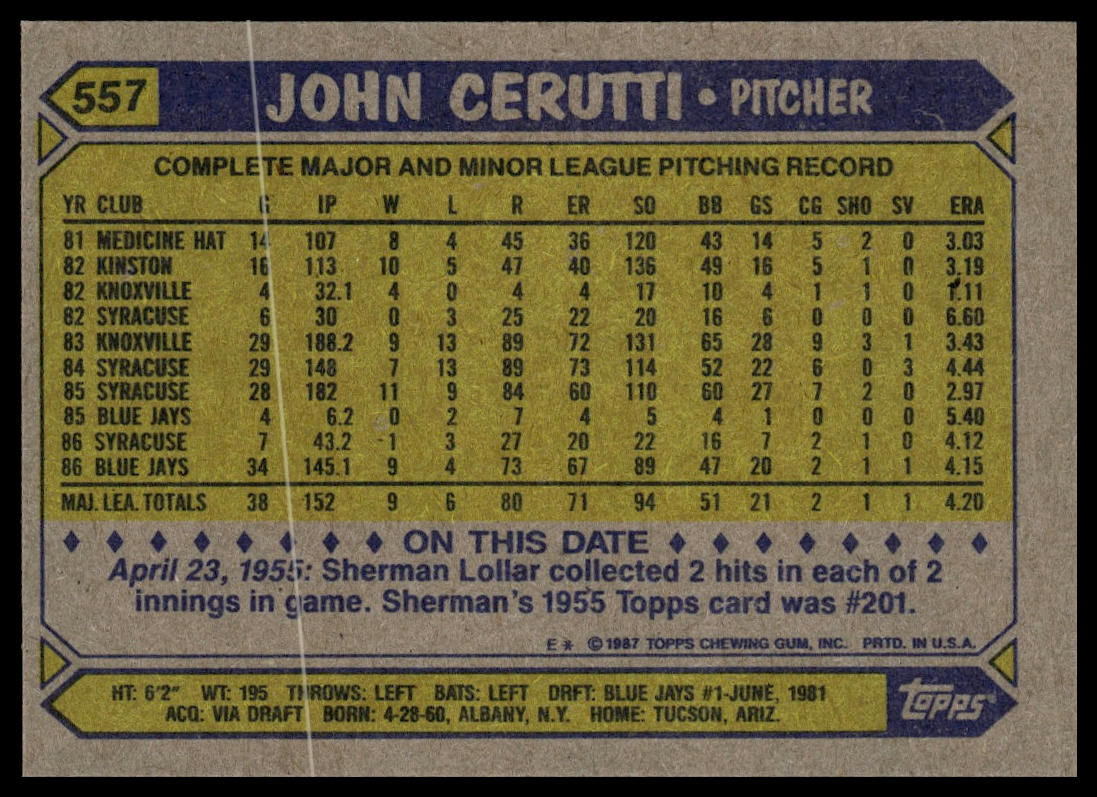 557 JOHN CERUTTI • PITCHER
COMPLETE MAJOR AND MINOR LEAGUE PITCHING RECORD
YR CLUB G IP W L R ER SO BB GS CG SHO SV ERA
81 MEDICINE HAT 14 107 8 4 45 36 120 43 14 5 2 0 3.03
82 KINSTON 16 113 10 5 47 40 136 49 16 5 1 0 3.19
82 KNOXVILLE 4 32.1 4 0 4 4 17 10 4 1 1 0 1.11
82 SYRACUSE 6 30 0 3 25 22 20 16 6 0 0 0 6.60
83 KNOXVILLE 29 188.2 9 13 89 72 131 65 28 9 3 1 3.43
84 SYRACUSE 29 148 7 13 89 73 114 52 22 6 0 3 4.44
85 SYRACUSE 28 182 11 9 84 60 110 60 27 7 2 0 2.97
85 BLUE JAYS 4 6.2 0 2 7 4 5 4 1 0 0 0 5.40
86 SYRACUSE 7 43.2 1 3 27 20 22 16 7 2 1 0 4.12
86 BLUE JAYS 34 145.1 9 4 73 67 89 47 20 2 1 1 4.15
MAJ. LEA. TOTALS 38 152 9 6 80 71 94 51 21 2 1 1 4.20
ON THIS DATE
April 23, 1955: Sherman Lollar collected 2 hits in each of 2
innings in game. Sherman's 1955 Topps card was #201.
E * © 1987 TOPPS CHEWING GUM, INC. PRTD. IN U.S.A.
HT: 6'2" WT: 195 THROWS: LEFT BATS: LEFT DRFT: BLUE JAYS #1-JUNE, 1981
ACQ: VIA DRAFT BORN: 4-28-60, ALBANY, N.Y. HOME: TUCSON, ARIZ.
topps